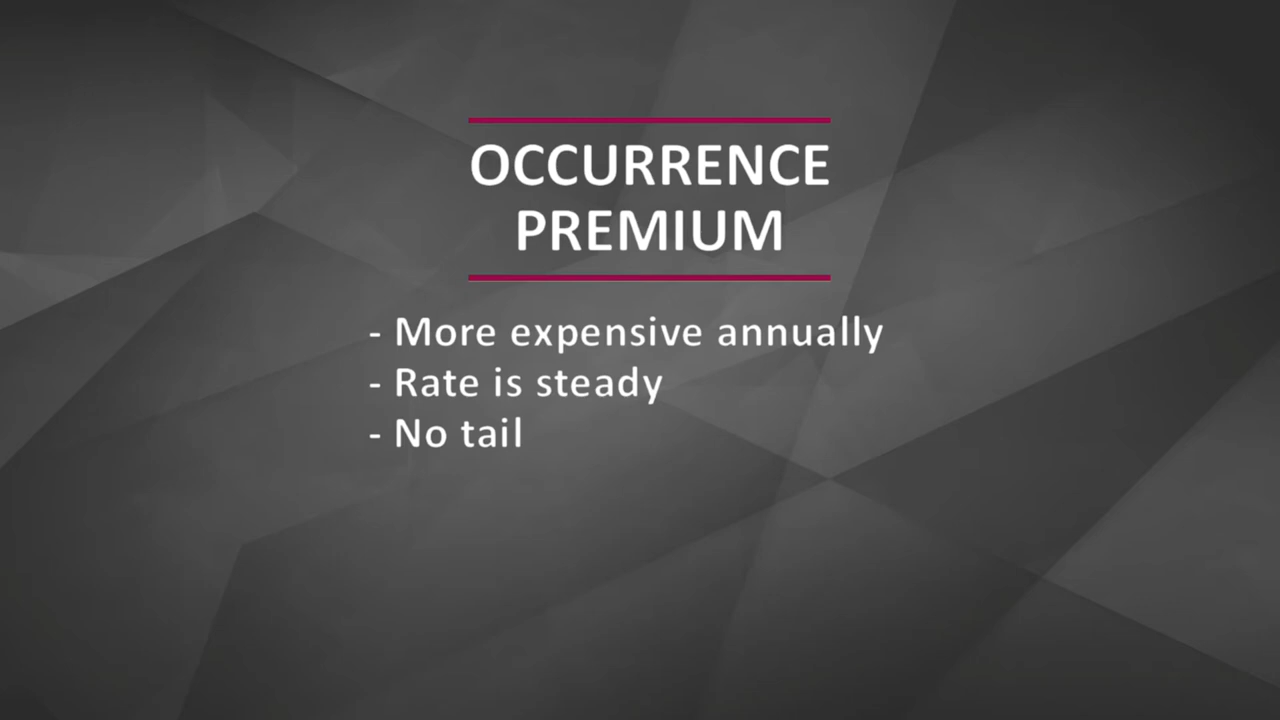 OCCURRENCE
PREMIUM
- More expensive annually
- Rate is steady
- No tail